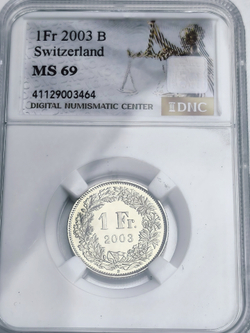 1Fr 2003 B
Switzerland
MS 69
41129003464
DIGITAL NUMISMATIC CENTER
DNC
1 Fr.
2003